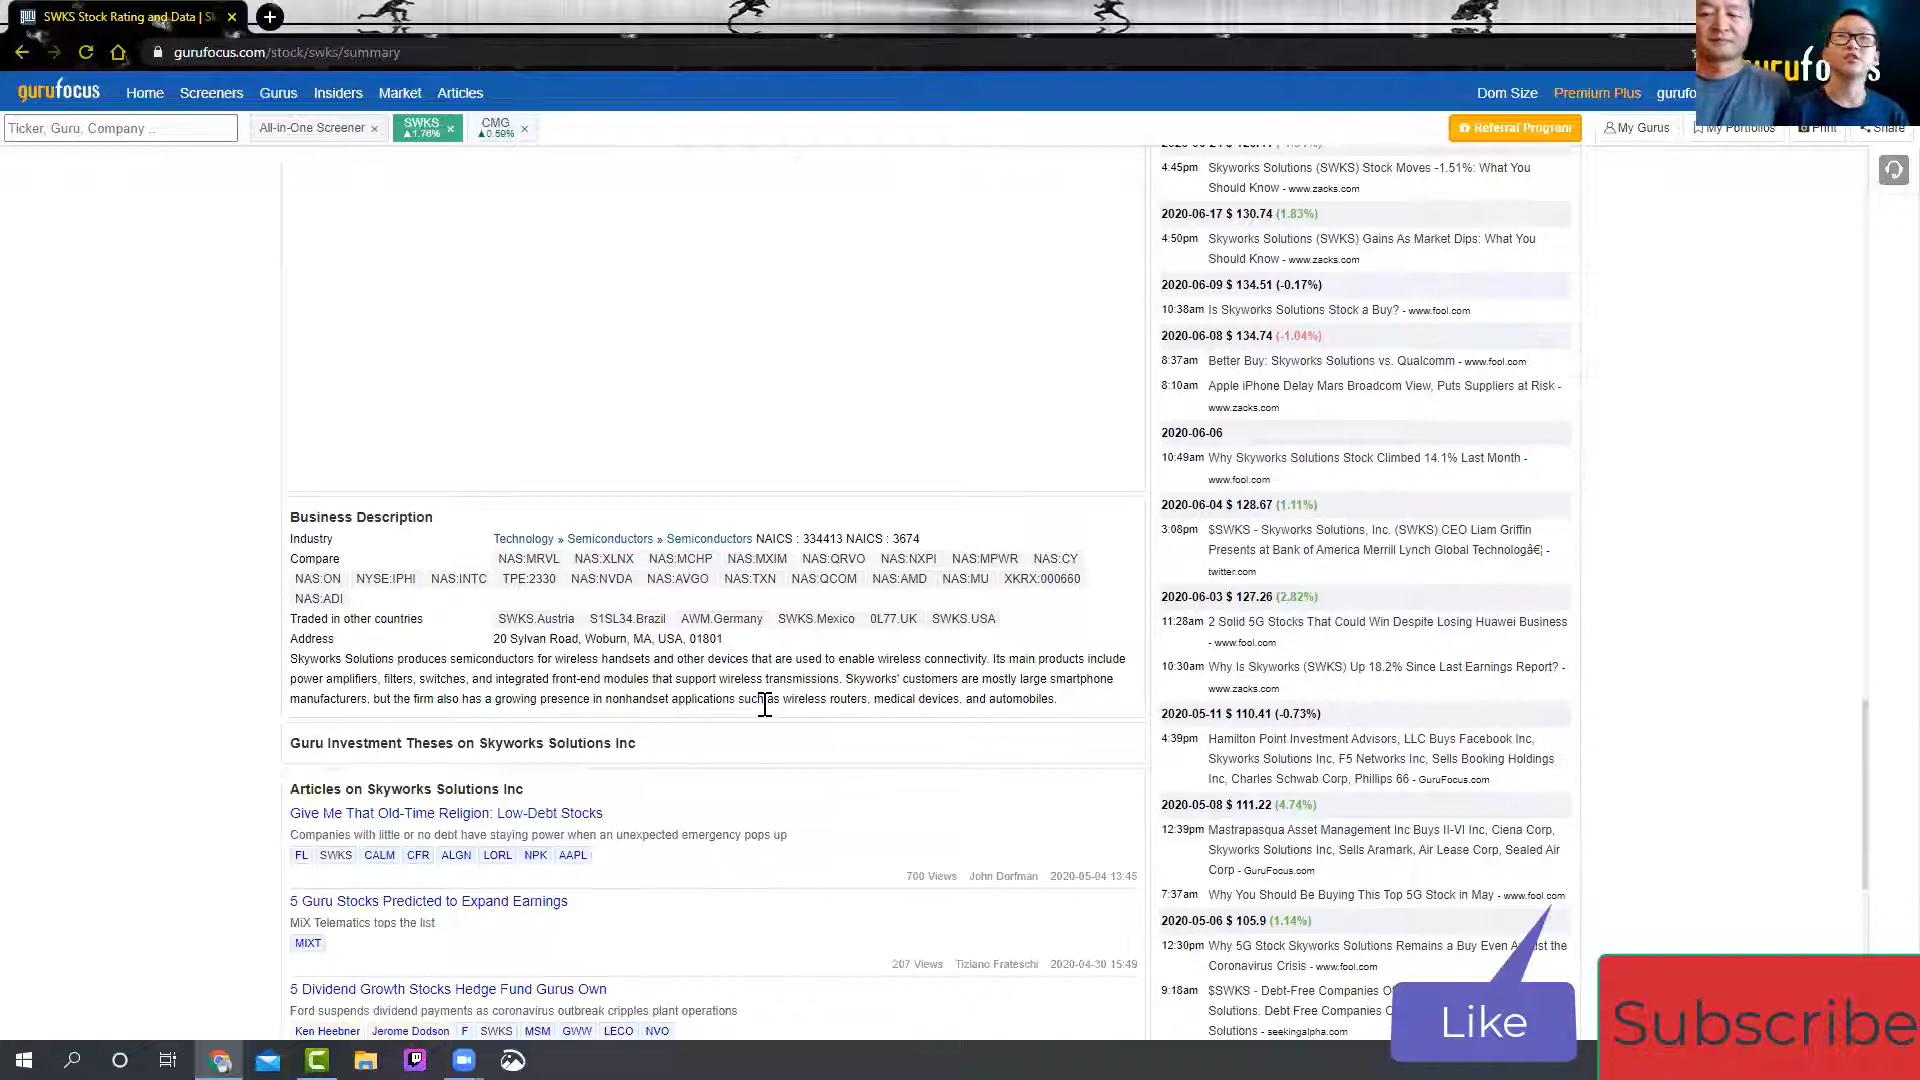 SWKS Stock Rating and Data | Sk
gurufocus.com/stock/swks/summary
gurufocus
Home Screeners Gurus Insiders Market Articles
Dom Size Premium Plus gurufo
Ticker, Guru, Company ..
All-in-One Screener ×
SWKS ▲1.76% ×
CMG ▲0.59% ×
Referral Program
My Gurus My Portfolios Print Share
Business Description
Industry Technology » Semiconductors » Semiconductors NAICS : 334413 NAICS : 3674
Compare NAS:MRVL NAS:XLNX NAS:MCHP NAS:MXIM NAS:QRVO NAS:NXPI NAS:MPWR NAS:CY
NAS:ON NYSE:IPHI NAS:INTC TPE:2330 NAS:NVDA NAS:AVGO NAS:TXN NAS:QCOM NAS:AMD NAS:MU XKRX:000660
NAS:ADI
Traded in other countries SWKS.Austria S1SL34.Brazil AWM.Germany SWKS.Mexico 0L77.UK SWKS.USA
Address 20 Sylvan Road, Woburn, MA, USA, 01801
Skyworks Solutions produces semiconductors for wireless handsets and other devices that are used to enable wireless connectivity. Its main products include
power amplifiers, filters, switches, and integrated front-end modules that support wireless transmissions. Skyworks' customers are mostly large smartphone
manufacturers, but the firm also has a growing presence in nonhandset applications such as wireless routers, medical devices, and automobiles.
Guru Investment Theses on Skyworks Solutions Inc
Articles on Skyworks Solutions Inc
Give Me That Old-Time Religion: Low-Debt Stocks
Companies with little or no debt have staying power when an unexpected emergency pops up
FL SWKS CALM CFR ALGN LORL NPK AAPL
700 Views John Dorfman 2020-05-04 13:45
5 Guru Stocks Predicted to Expand Earnings
MiX Telematics tops the list
MIXT
207 Views Tiziano Frateschi 2020-04-30 15:49
5 Dividend Growth Stocks Hedge Fund Gurus Own
Ford suspends dividend payments as coronavirus outbreak cripples plant operations
Ken Heebner Jerome Dodson F SWKS MSM GWW LECO NVO
4:45pm Skyworks Solutions (SWKS) Stock Moves -1.51%: What You
Should Know - www.zacks.com
2020-06-17 $ 130.74 (1.83%)
4:50pm Skyworks Solutions (SWKS) Gains As Market Dips: What You
Should Know - www.zacks.com
2020-06-09 $ 134.51 (-0.17%)
10:38am Is Skyworks Solutions Stock a Buy? - www.fool.com
2020-06-08 $ 134.74 (-1.04%)
8:37am Better Buy: Skyworks Solutions vs. Qualcomm - www.fool.com
8:10am Apple iPhone Delay Mars Broadcom View, Puts Suppliers at Risk -
www.zacks.com
2020-06-06
10:49am Why Skyworks Solutions Stock Climbed 14.1% Last Month -
www.fool.com
2020-06-04 $ 128.67 (1.11%)
3:08pm $SWKS - Skyworks Solutions, Inc. (SWKS) CEO Liam Griffin
Presents at Bank of America Merrill Lynch Global Technologâ€¦ -
twitter.com
2020-06-03 $ 127.26 (2.82%)
11:28am 2 Solid 5G Stocks That Could Win Despite Losing Huawei Business
- www.fool.com
10:30am Why Is Skyworks (SWKS) Up 18.2% Since Last Earnings Report? -
www.zacks.com
2020-05-11 $ 110.41 (-0.73%)
4:39pm Hamilton Point Investment Advisors, LLC Buys Facebook Inc,
Skyworks Solutions Inc, F5 Networks Inc, Sells Booking Holdings
Inc, Charles Schwab Corp, Phillips 66 - GuruFocus.com
2020-05-08 $ 111.22 (4.74%)
12:39pm Mastrapasqua Asset Management Inc Buys II-VI Inc, Ciena Corp,
Skyworks Solutions Inc, Sells Aramark, Air Lease Corp, Sealed Air
Corp - GuruFocus.com
7:37am Why You Should Be Buying This Top 5G Stock in May - www.fool.com
2020-05-06 $ 105.9 (1.14%)
12:30pm Why 5G Stock Skyworks Solutions Remains a Buy Even the
Coronavirus Crisis - www.fool.com
9:18am $SWKS - Debt-Free Companies
Solutions. Debt Free Companies
Solutions - seekingalpha.com
Like
Subscribe